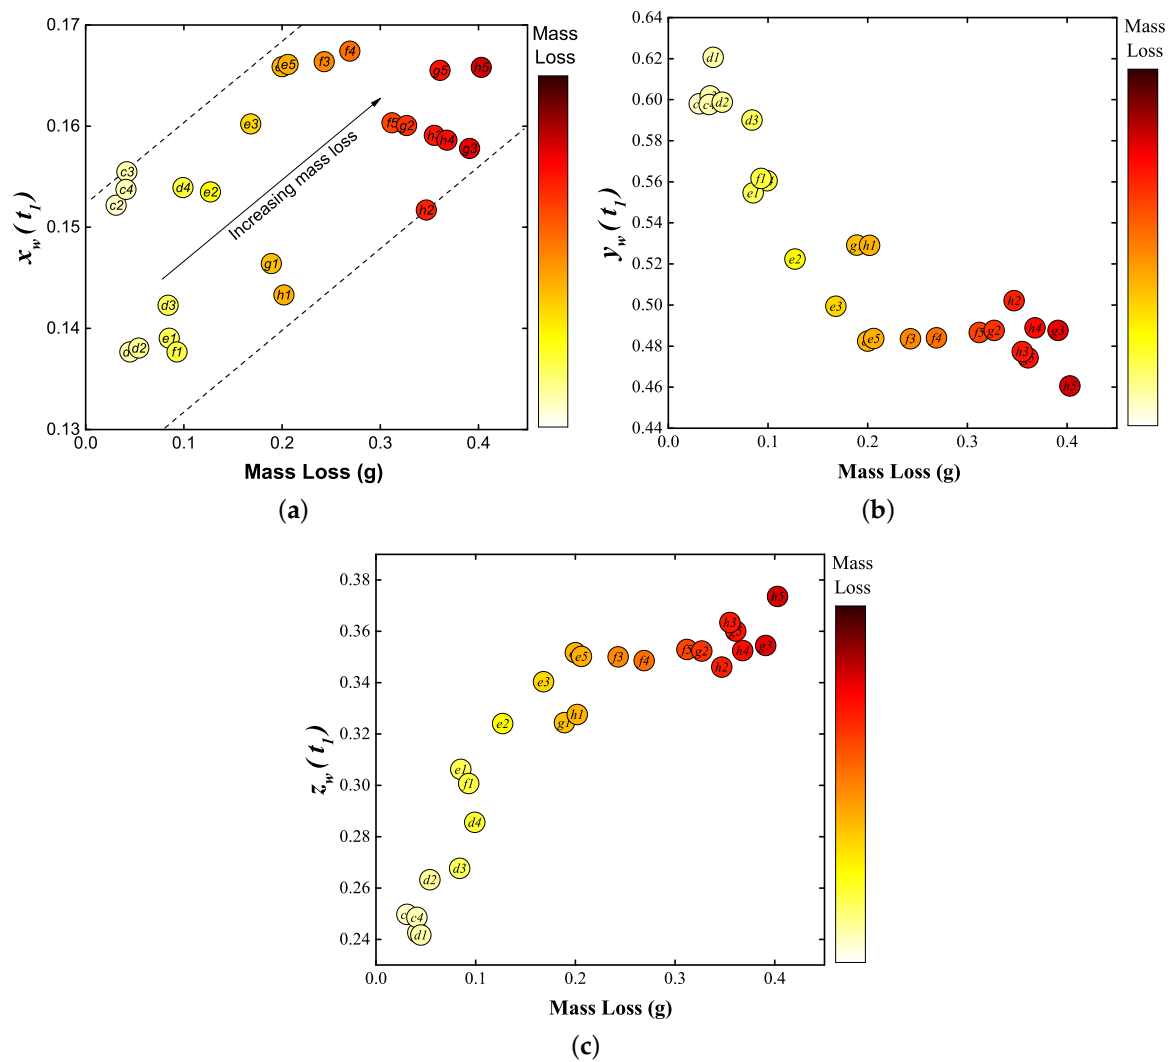 0.17
0.16
0.15
0.14
0.13
0.0
0.1
0.2
0.3
0.4
x_w ( t_1 )
Mass Loss (g)
Increasing mass loss
c3
c4
c2
d4
e2
e3
e5
f3
f4
g5
h5
f5
g2
h4
g3
h2
g1
h1
d3
e1
f1
d2
Mass
Loss
(a)
0.64
0.62
0.60
0.58
0.56
0.54
0.52
0.50
0.48
0.46
0.44
0.0
0.1
0.2
0.3
0.4
y_w ( t_1 )
Mass Loss (g)
d1
d2
d3
f1
e1
e2
h1
e3
e5
f3
f4
f5
g2
h2
h4
g3
h3
h5
Mass
Loss
(b)
0.38
0.36
0.34
0.32
0.30
0.28
0.26
0.24
0.0
0.1
0.2
0.3
0.4
z_w ( t_1 )
Mass Loss (g)
h5
h3
g5
h4
g3
h2
g2
f5
f4
f3
e5
e3
h1
g1
e2
e1
f1
d4
d3
d2
c4
d1
Mass
Loss
(c)